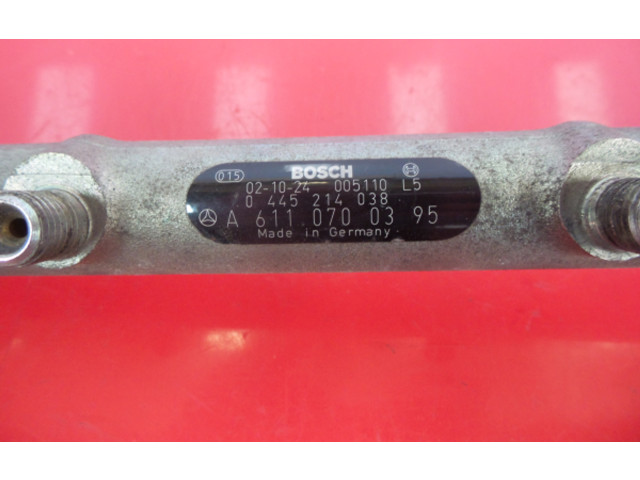 015 BOSCH
02-10-24 005110 L5
0 445 214 038
A 611 070 03 95
Made in Germany